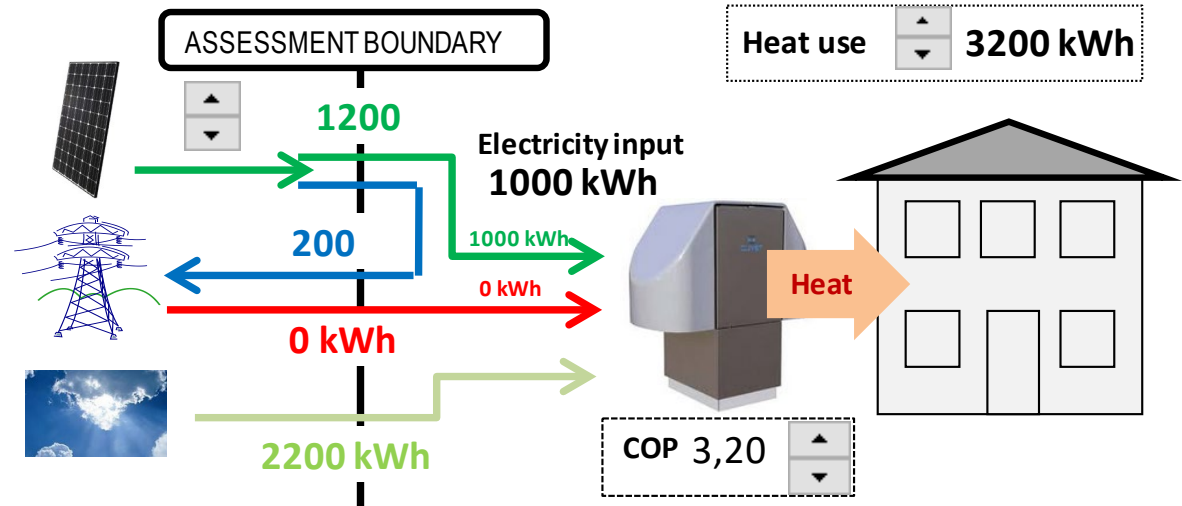 ASSESSMENT BOUNDARY
Heat use 3200 kWh
1200
Electricity input
1000 kWh
200
1000 kWh
0 kWh
Heat
0 kWh
2200 kWh
COP 3,20